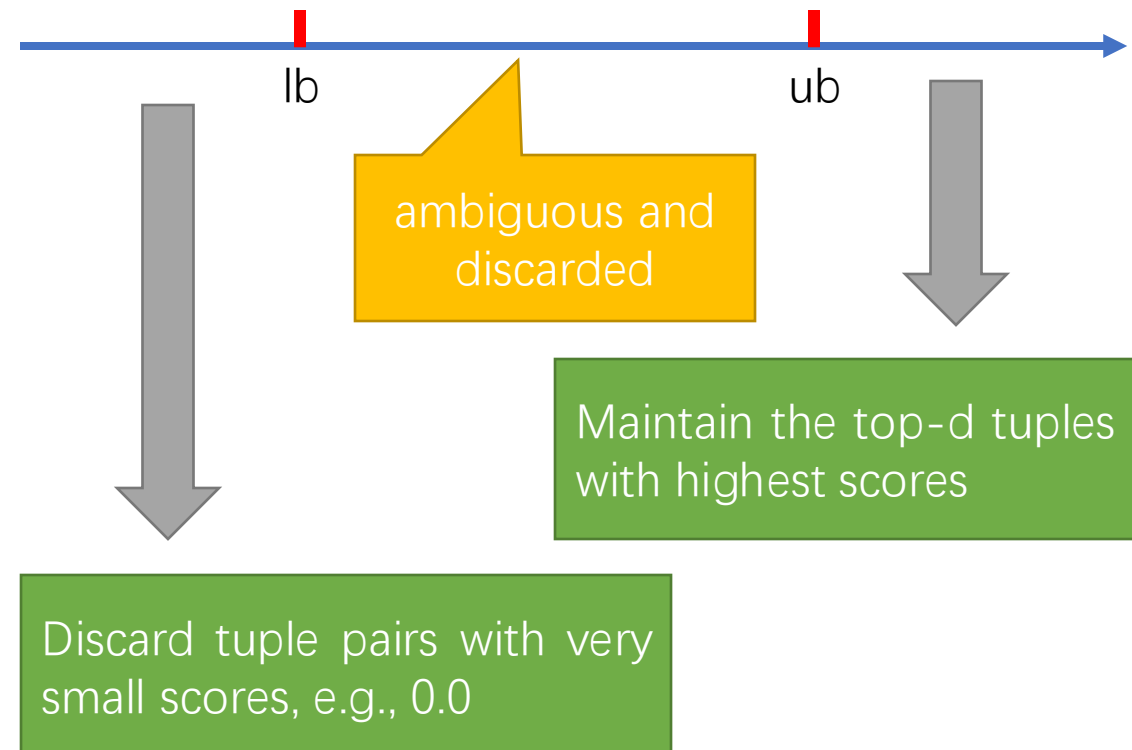 lb
ub
ambiguous and
discarded
Maintain the top-d tuples
with highest scores
Discard tuple pairs with very
small scores, e.g., 0.0